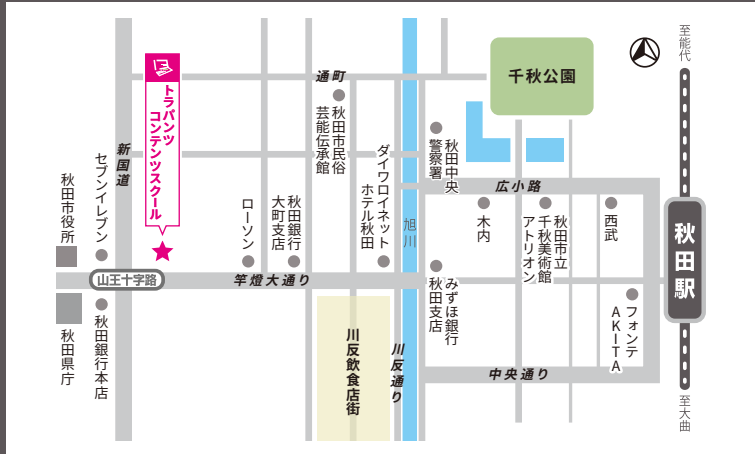 至能代
秋田駅
至大曲
千秋公園
通町
秋田市民俗
芸能伝承館
トラパンツ
コンテンツスクール
新国道
セブンイレブン
秋田市役所
山王十字路
秋田県庁
秋田銀行本店
ローソン
秋田銀行
大町支店
竿燈大通り
ダイワロイネット
ホテル秋田
旭川
秋田中央
警察署
広小路
木内
秋田市立
千秋美術館
アトリオン
西武
みずほ銀行
秋田支店
フォンテ
AKITA
川反飲食店街
川反通り
中央通り